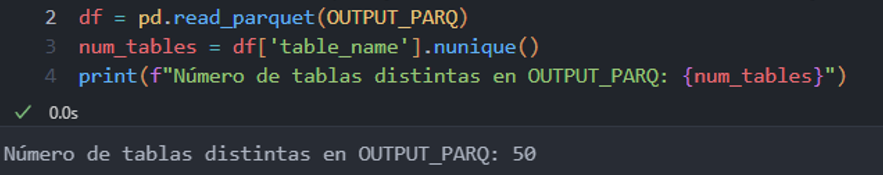 2 df = pd.read_parquet(OUTPUT_PARQ)
3 num_tables = df['table_name'].nunique()
4 print(f"Número de tablas distintas en OUTPUT_PARQ: {num_tables}")
0.0s
Número de tablas distintas en OUTPUT_PARQ: 50